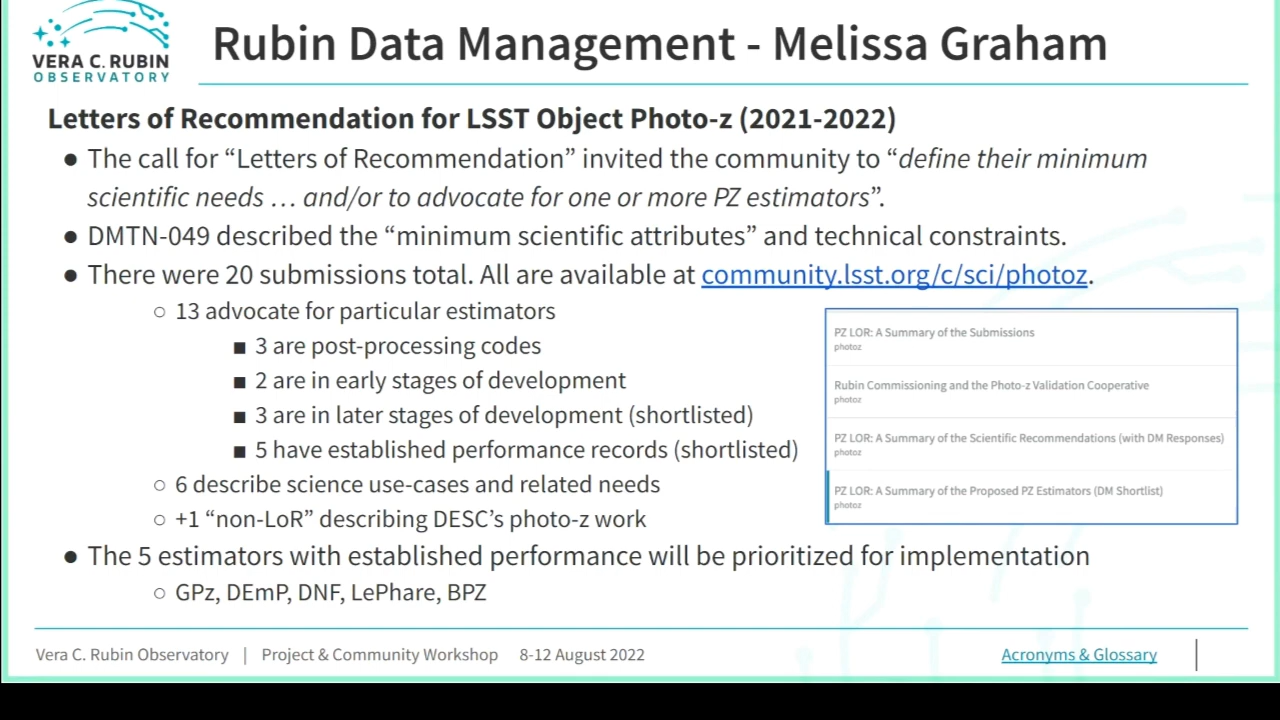 VERA C. RUBIN
OBSERVATORY
Rubin Data Management - Melissa Graham
Letters of Recommendation for LSST Object Photo-z (2021-2022)
● The call for “Letters of Recommendation” invited the community to “define their minimum
scientific needs … and/or to advocate for one or more PZ estimators”.
● DMTN-049 described the “minimum scientific attributes” and technical constraints.
● There were 20 submissions total. All are available at community.lsst.org/c/sci/photoz.
○ 13 advocate for particular estimators
■ 3 are post-processing codes
■ 2 are in early stages of development
■ 3 are in later stages of development (shortlisted)
■ 5 have established performance records (shortlisted)
○ 6 describe science use-cases and related needs
○ +1 “non-LoR” describing DESC’s photo-z work
PZ LOR: A Summary of the Submissions
photoz
Rubin Commissioning and the Photo-z Validation Cooperative
photoz
PZ LOR: A Summary of the Scientific Recommendations (with DM Responses)
photoz
PZ LOR: A Summary of the Proposed PZ Estimators (DM Shortlist)
photoz
● The 5 estimators with established performance will be prioritized for implementation
○ GPz, DEmP, DNF, LePhare, BPZ
Vera C. Rubin Observatory | Project & Community Workshop 8-12 August 2022
Acronyms & Glossary